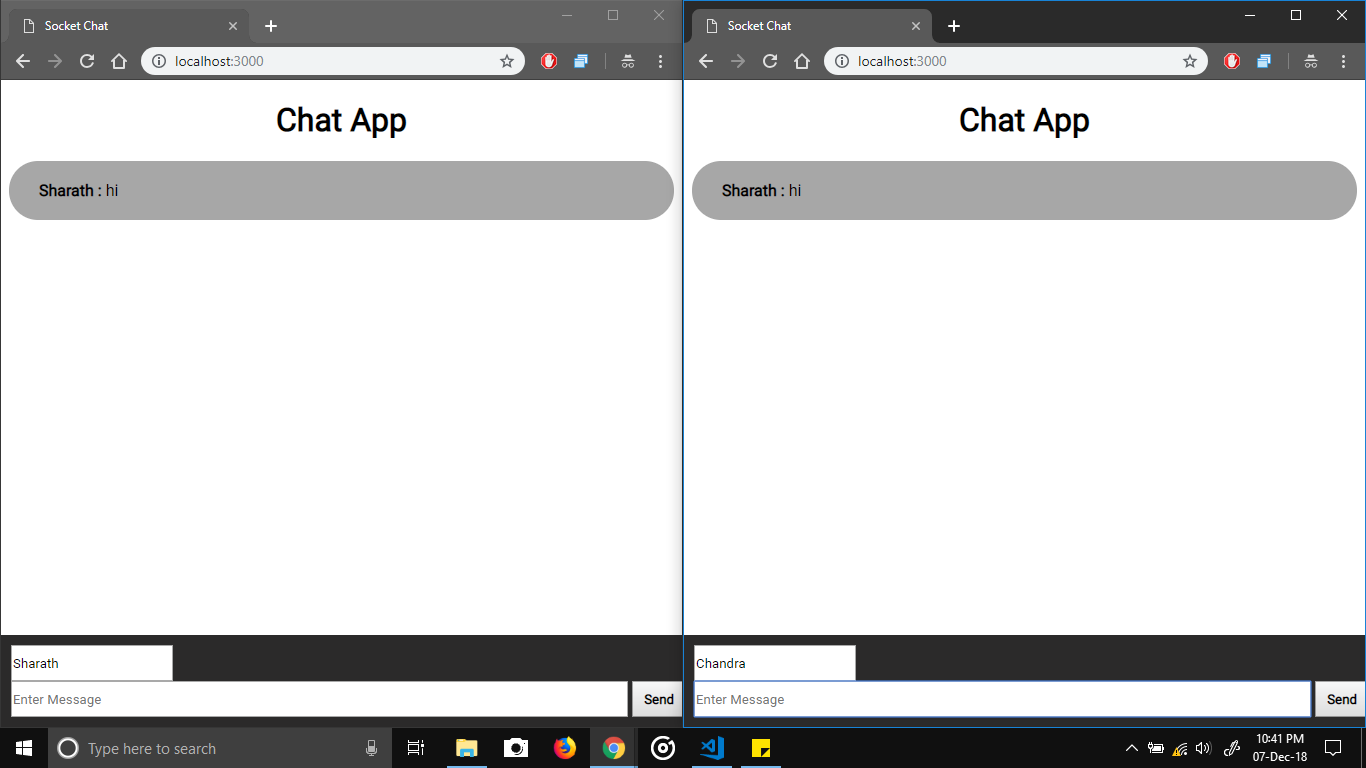 Socket Chat
localhost:3000
Chat App
Sharath : hi
Sharath
Enter Message
Send
Socket Chat
localhost:3000
Chat App
Sharath : hi
Chandra
Enter Message
Send
Type here to search
10:41 PM
07-Dec-18